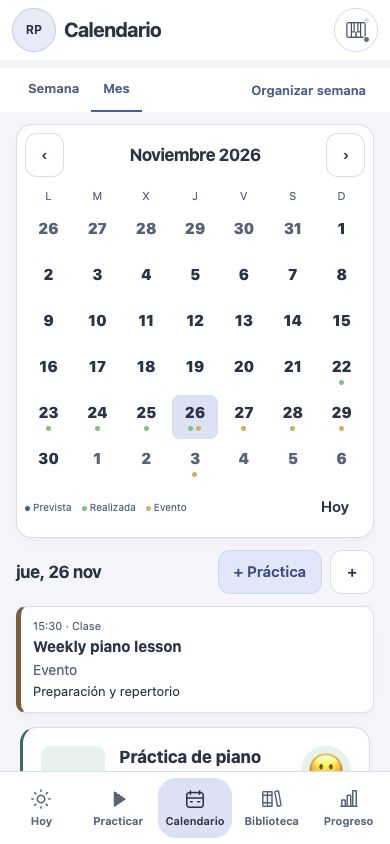 RP Calendario
Semana Mes Organizar semana
‹ Noviembre 2026 ›
L M X J V S D
26 27 28 29 30 31 1
2 3 4 5 6 7 8
9 10 11 12 13 14 15
16 17 18 19 20 21 22
23 24 25 26 27 28 29
30 1 2 3 4 5 6
Prevista Realizada Evento Hoy
jue, 26 nov + Práctica +
15:30 · Clase
Weekly piano lesson
Evento
Preparación y repertorio
Práctica de piano
Hoy Practicar Calendario Biblioteca Progreso